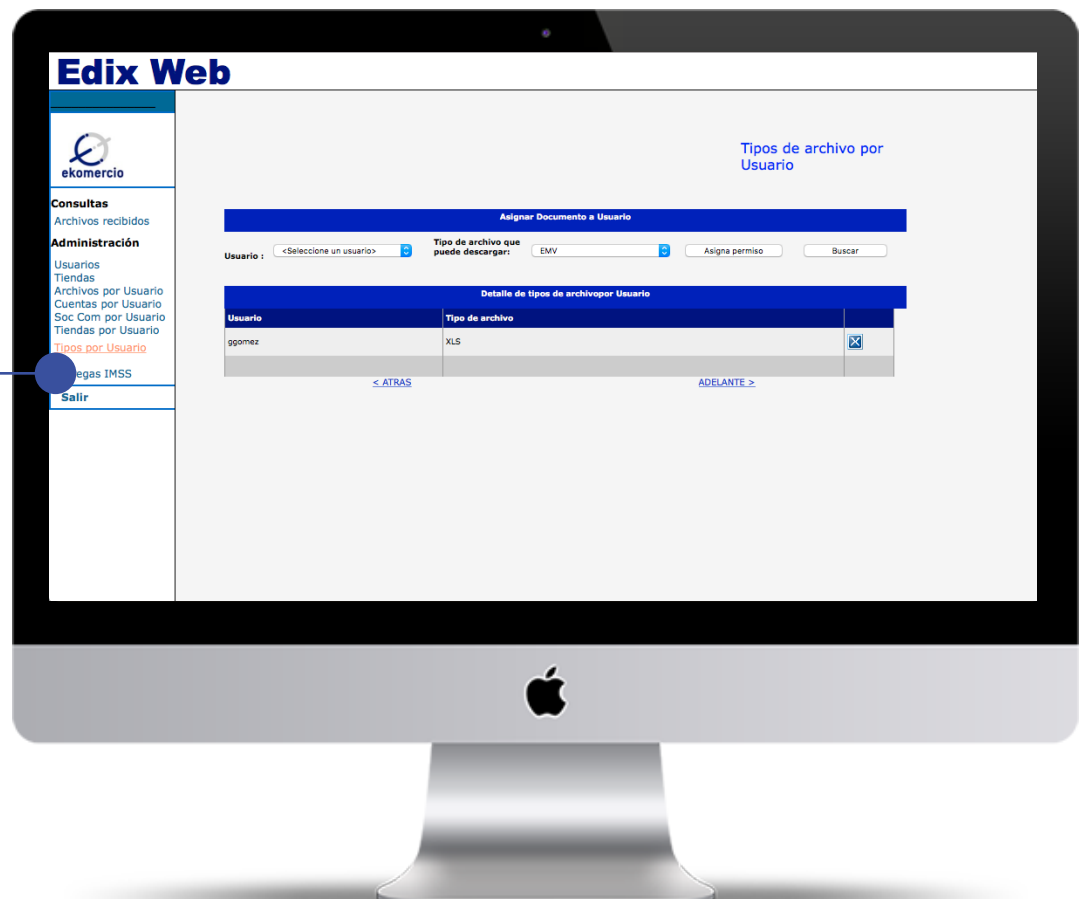 Edix Web
ekomercio
Consultas
Archivos recibidos
Administración
Usuarios
Tiendas
Archivos por Usuario
Cuentas por Usuario
Soc Com por Usuario
Tiendas por Usuario
Tipos por Usuario
egas IMSS
Salir
Tipos de archivo por
Usuario
Asignar Documento a Usuario
Usuario : <Seleccione un usuario>
Tipo de archivo que
puede descargar: EMV Asigna permiso Buscar
Detalle de tipos de archivopor Usuario
Usuario Tipo de archivo
ggomez XLS
< ATRAS ADELANTE >